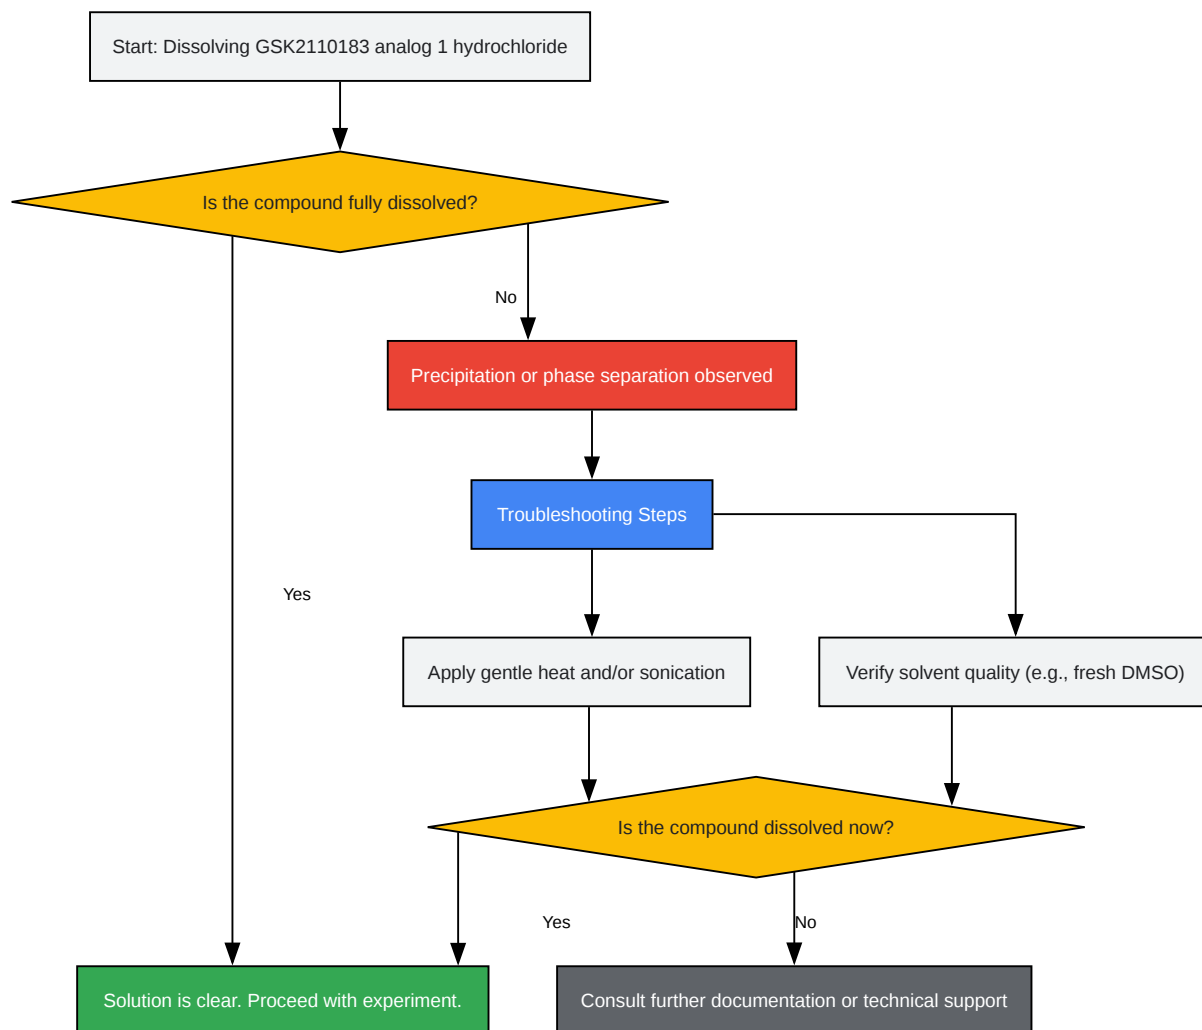 Start: Dissolving GSK2110183 analog 1 hydrochloride
Is the compound fully dissolved?
No
Precipitation or phase separation observed
Troubleshooting Steps
Yes
Apply gentle heat and/or sonication
Verify solvent quality (e.g., fresh DMSO)
Is the compound dissolved now?
Yes
No
Solution is clear. Proceed with experiment.
Consult further documentation or technical support